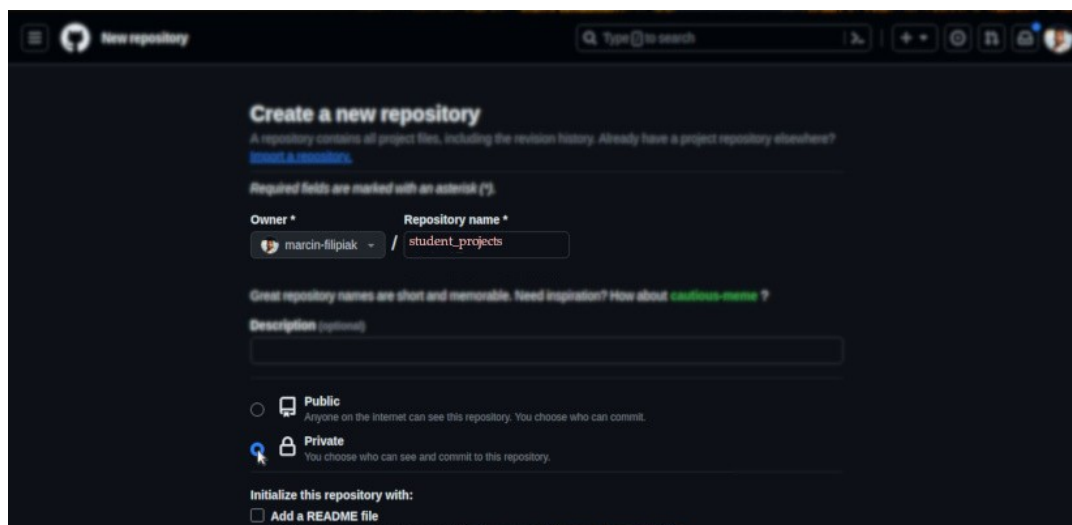 New repository
Type / to search
Create a new repository
A repository contains all project files, including the revision history. Already have a project repository elsewhere?
Import a repository.
Required fields are marked with an asterisk (*).
Owner *
Repository name *
marcin-filipiak
/
student_projects
Great repository names are short and memorable. Need inspiration? How about cautious-meme ?
Description (optional)
Public
Anyone on the internet can see this repository. You choose who can commit.
Private
You choose who can see and commit to this repository.
Initialize this repository with:
Add a README file